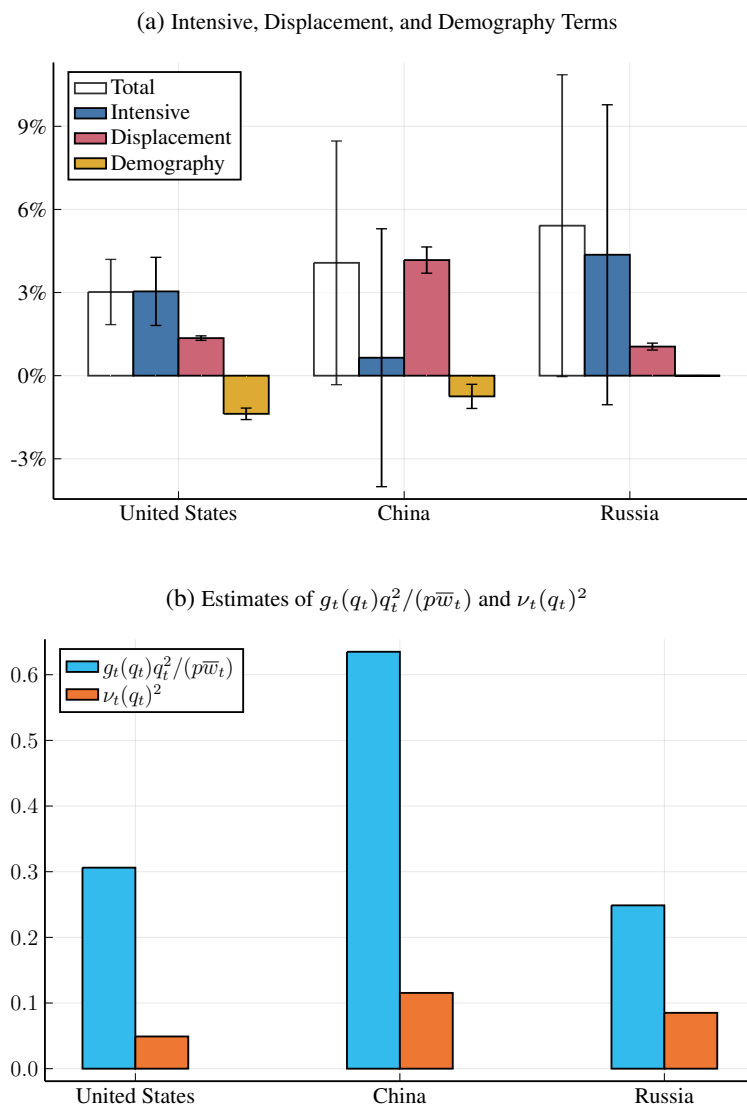 (a) Intensive, Displacement, and Demography Terms
Total
Intensive
Displacement
Demography
9%
6%
3%
0%
-3%
United States China Russia
(b) Estimates of $g_t(q_t)q_t^2/(p\overline{w}_t)$ and $\nu_t(q_t)^2$
$g_t(q_t)q_t^2/(p\overline{w}_t)$
$\nu_t(q_t)^2$
0.6
0.5
0.4
0.3
0.2
0.1
0.0
United States China Russia